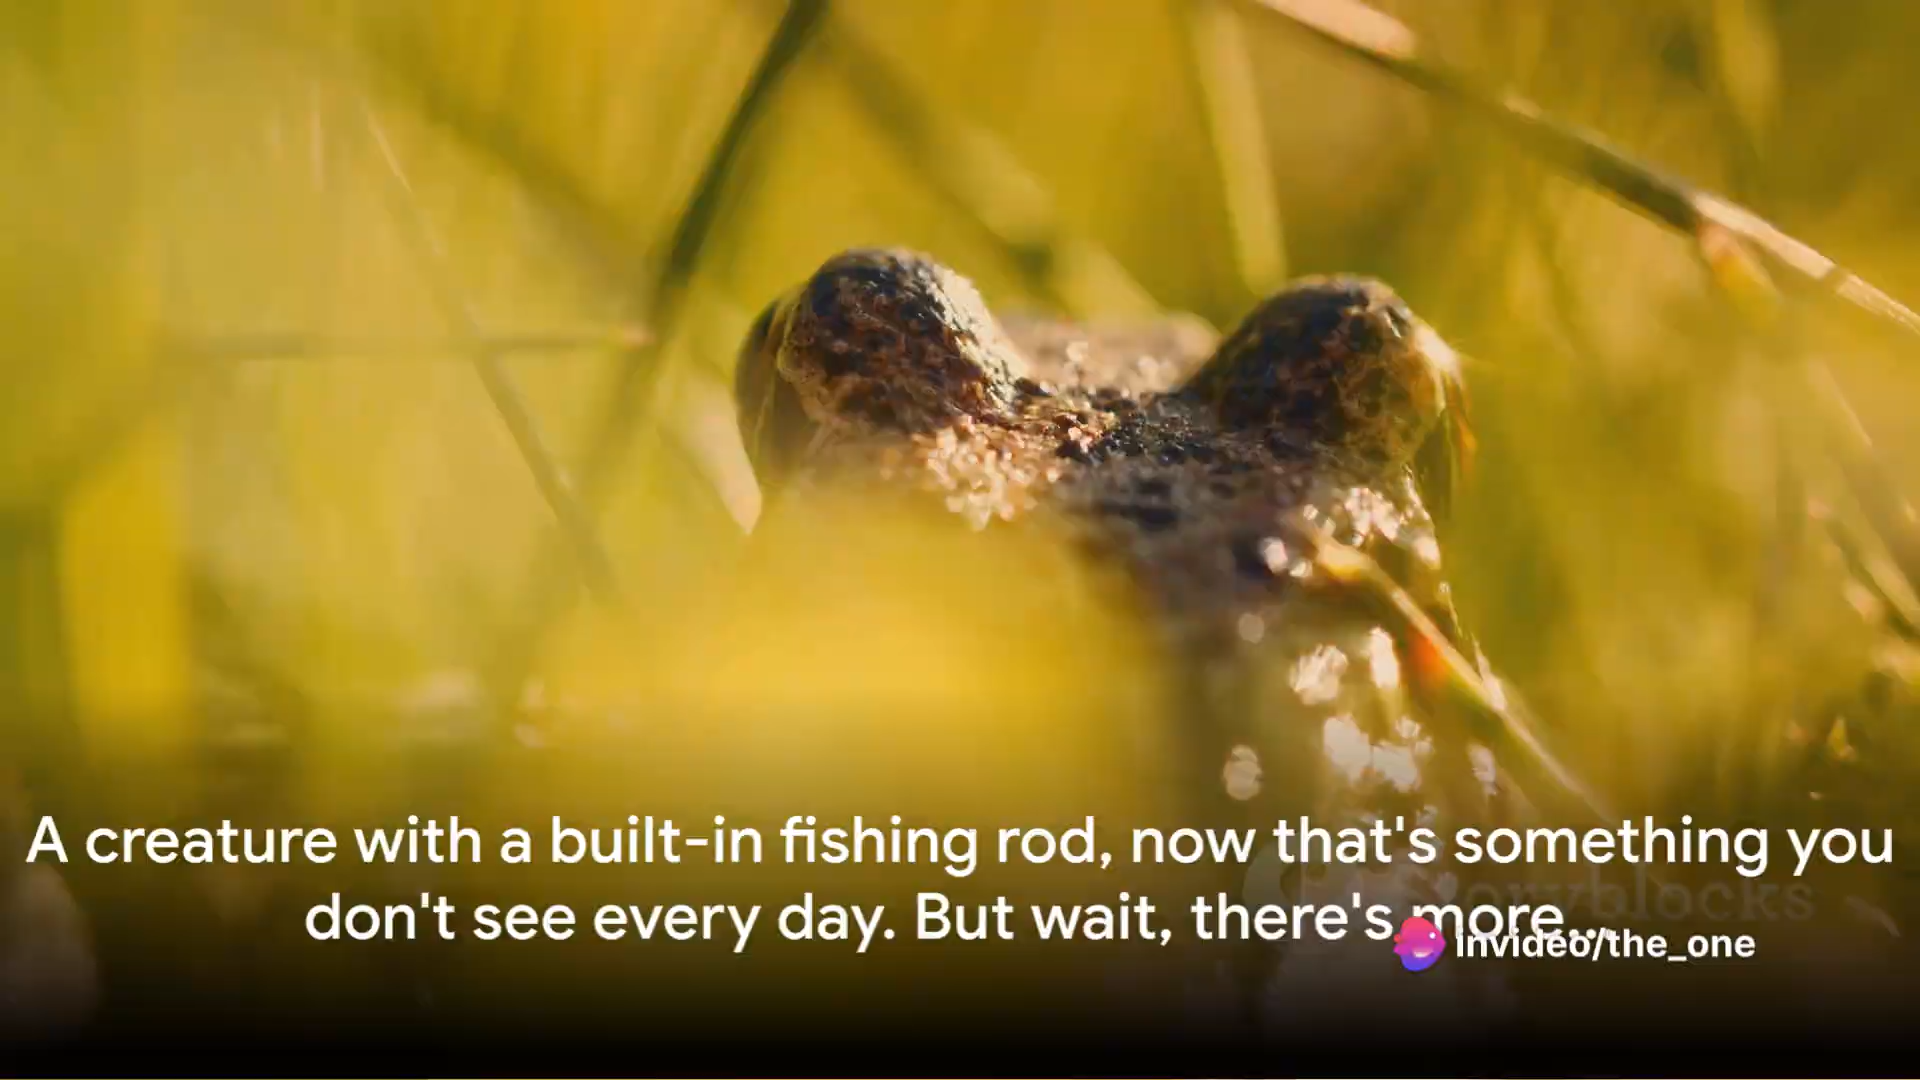 A creature with a built-in fishing rod, now that's something you
don't see every day. But wait, there's more...
invideo/the_one
Storyblocks